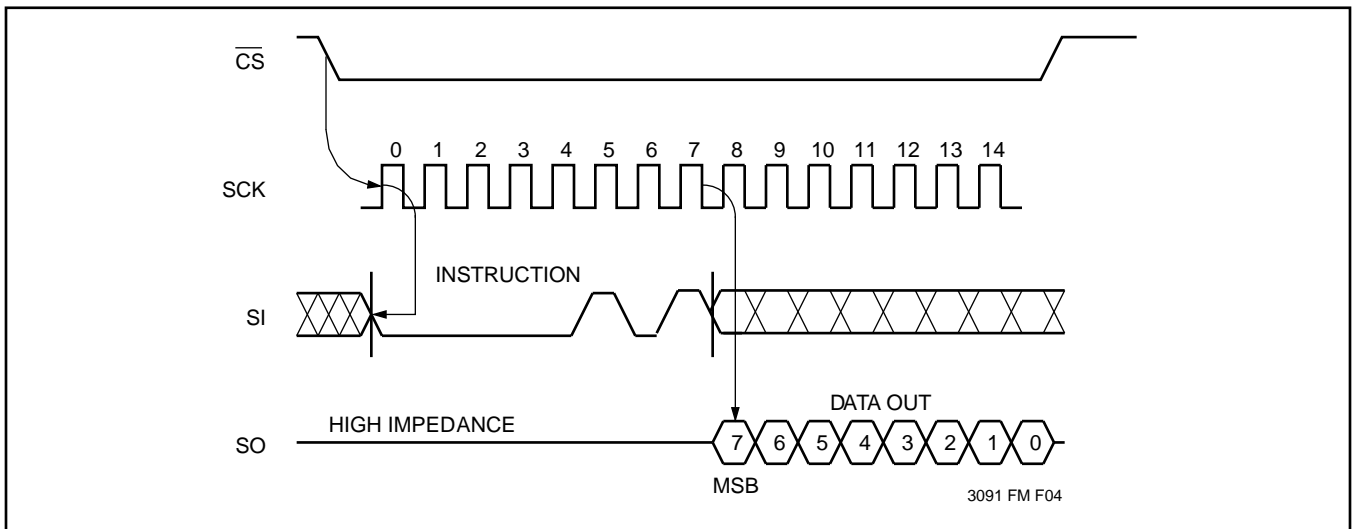 CS
0 1 2 3 4 5 6 7 8 9 10 11 12 13 14
SCK
INSTRUCTION
SI
DATA OUT
HIGH IMPEDANCE
SO
7 6 5 4 3 2 1 0
MSB
3091 FM F04